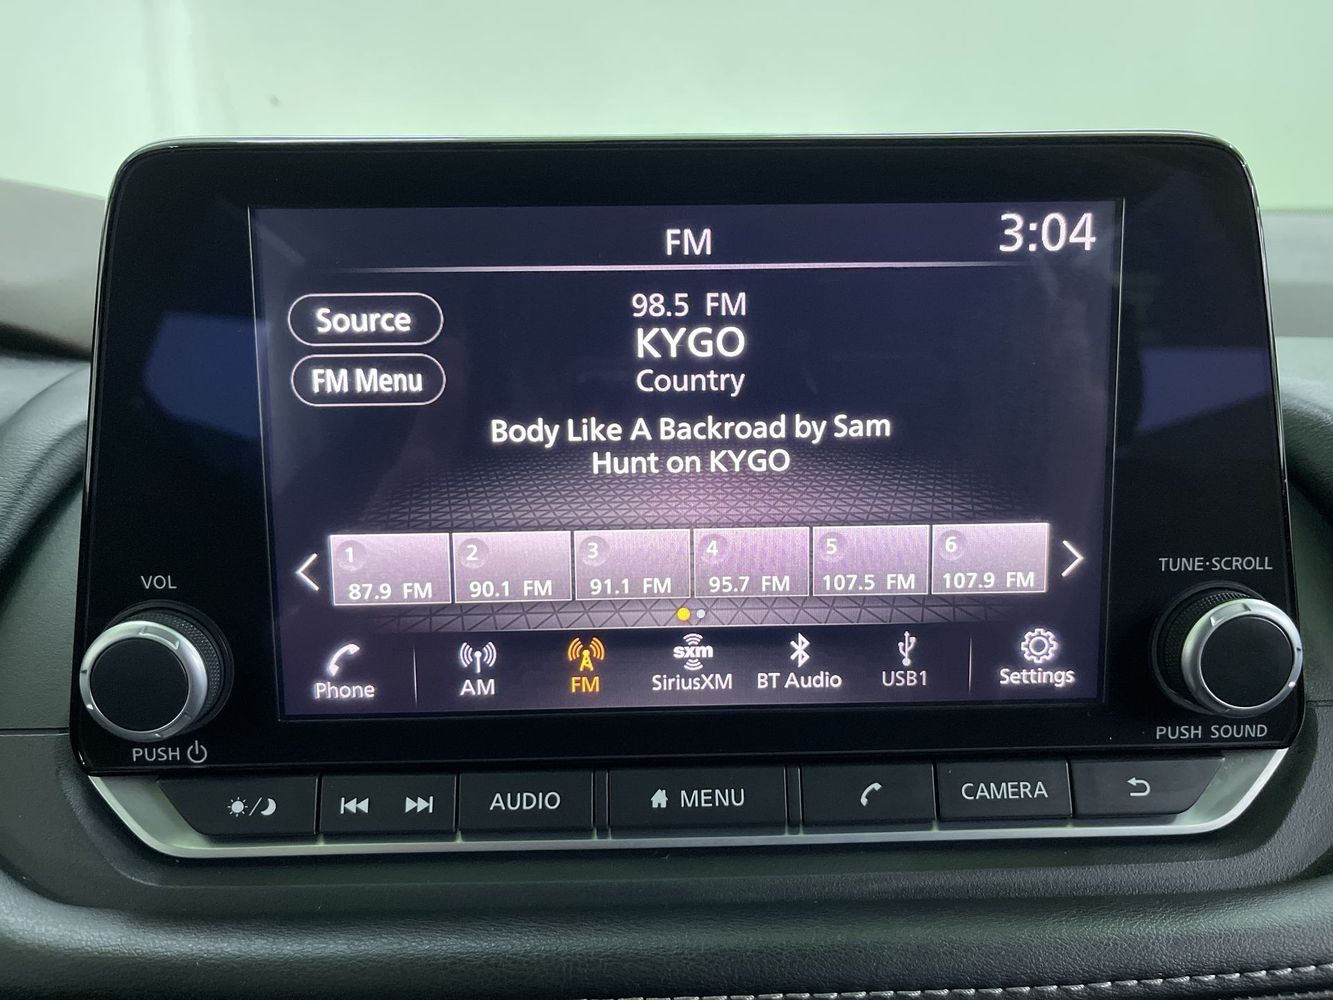 FM
3:04
Source
FM Menu
98.5 FM
KYGO
Country
Body Like A Backroad by Sam
Hunt on KYGO
1
87.9 FM
2
90.1 FM
3
91.1 FM
4
95.7 FM
5
107.5 FM
6
107.9 FM
Phone
AM
FM
sxm
SiriusXM
BT Audio
USB1
Settings
VOL
PUSH
TUNE·SCROLL
PUSH SOUND
AUDIO
MENU
CAMERA